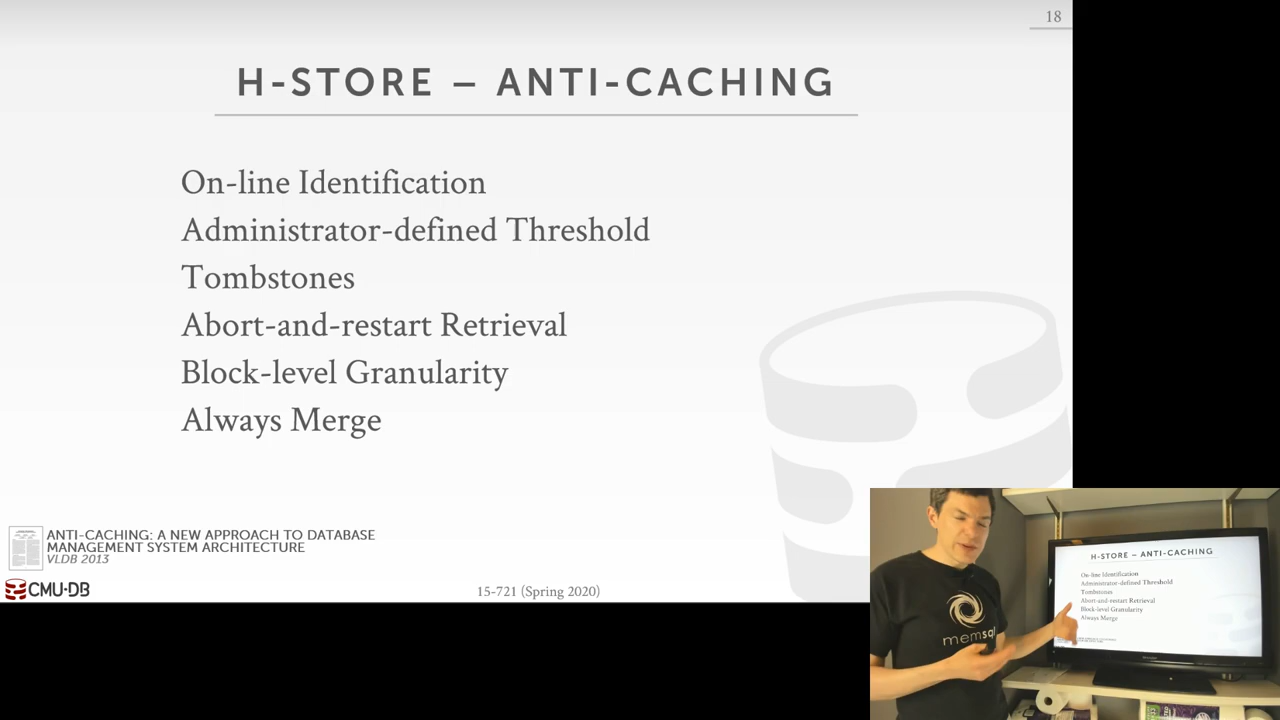 18
H-STORE – ANTI-CACHING
On-line Identification
Administrator-defined Threshold
Tombstones
Abort-and-restart Retrieval
Block-level Granularity
Always Merge
ANTI-CACHING: A NEW APPROACH TO DATABASE
MANAGEMENT SYSTEM ARCHITECTURE
VLDB 2013
CMU·DB
15-721 (Spring 2020)
memsql
H-STORE – ANTI-CACHING
On-line Identification
Administrator-defined Threshold
Tombstones
Abort-and-restart Retrieval
Block-level Granularity
Always Merge